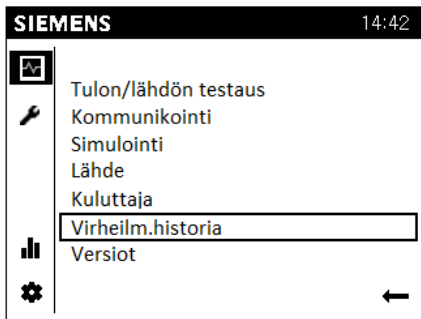 SIEMENS 14:42
Tulon/lähdön testaus
Kommunikointi
Simulointi
Lähde
Kuluttaja
Virheilm.historia
Versiot